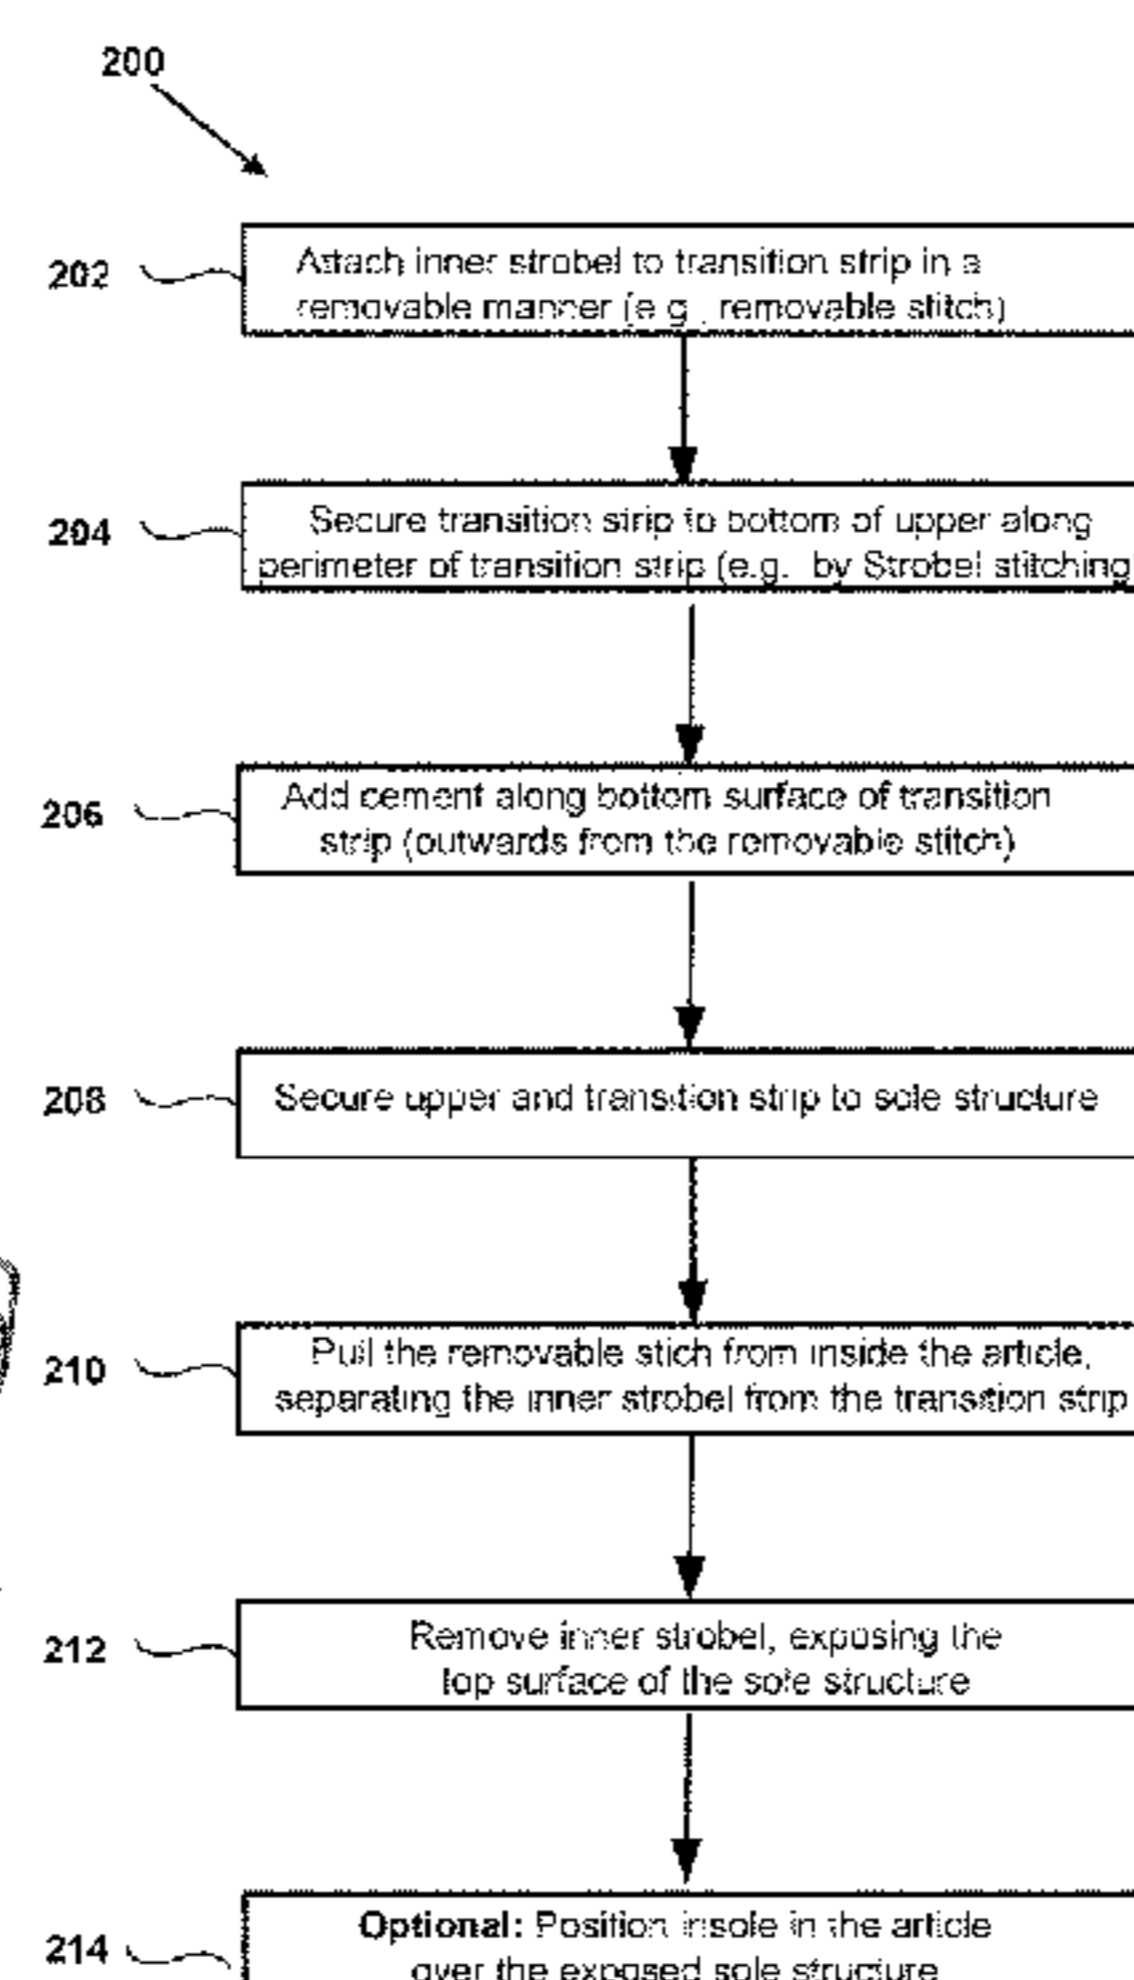 200
202
Attach inner strobel to transition strip in a
removable manner (e.g., removable stitch)
204
Secure transition strip to bottom of upper along
perimeter of transition strip (e.g. by Strobel stitching
206
Add cement along bottom surface of transition
strip (outwards from the removable stitch)
208
Secure upper and transition strip to sole structure
210
Pull the removable stich from inside the article,
separating the inner strobel from the transition strip
212
Remove inner strobel, exposing the
top surface of the sole structure
214
Optional: Position insole in the article
over the exposed sole structure